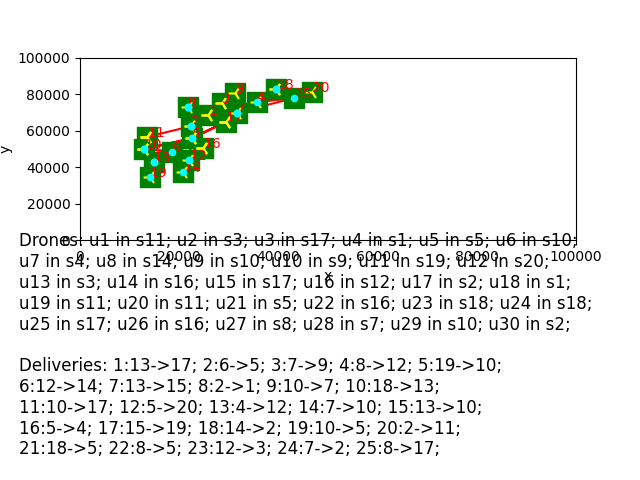 100000
80000
60000
40000
20000
0
y
0 20000 40000 60000 80000 100000
x
Drones: u1 in s11; u2 in s3; u3 in s17; u4 in s1; u5 in s5; u6 in s10;
u7 in s4; u8 in s14; u9 in s10; u10 in s9; u11 in s19; u12 in s20;
u13 in s3; u14 in s16; u15 in s17; u16 in s12; u17 in s2; u18 in s1;
u19 in s11; u20 in s11; u21 in s5; u22 in s16; u23 in s18; u24 in s18;
u25 in s17; u26 in s16; u27 in s8; u28 in s7; u29 in s10; u30 in s2;
Deliveries: 1:13->17; 2:6->5; 3:7->9; 4:8->12; 5:19->10;
6:12->14; 7:13->15; 8:2->1; 9:10->7; 10:18->13;
11:10->17; 12:5->20; 13:4->12; 14:7->10; 15:13->10;
16:5->4; 17:15->19; 18:14->2; 19:10->5; 20:2->11;
21:18->5; 22:8->5; 23:12->3; 24:7->2; 25:8->17;